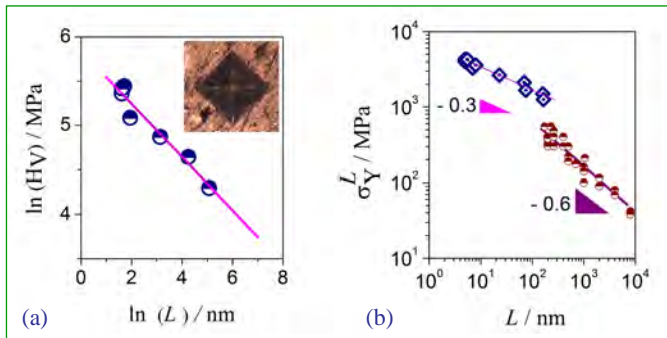 ln (HV) / MPa
6
5
4
0 2 4 6 8
ln (L) / nm
(a)
σ_Y^L / MPa
10^4
10^3
10^2
10^1
- 0.3
- 0.6
10^0 10^1 10^2 10^3 10^4
L / nm
(b)